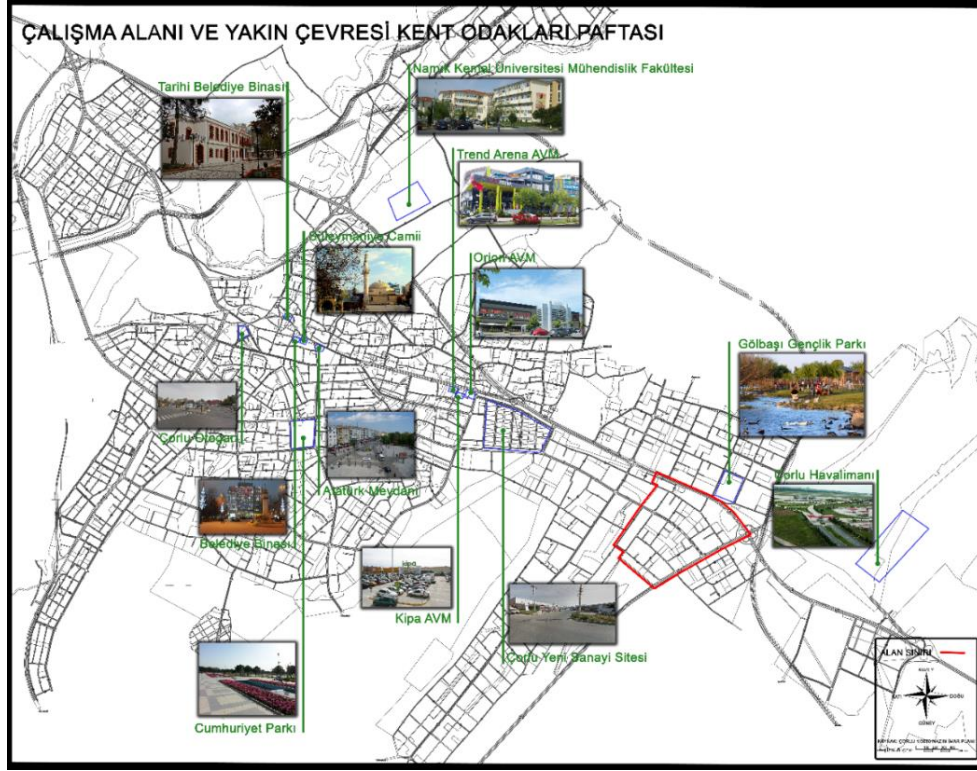 ÇALIŞMA ALANI VE YAKIN ÇEVRESİ KENT ODAKLARI PAFTASI
Namık Kemal Üniversitesi Mühendislik Fakültesi
Tarihi Belediye Binası
Trend Arena AVM
Süleymaniye Camii
Orion AVM
Gölbaşı Gençlik Parkı
Çorlu Otogarı
Çorlu Havalimanı
Atatürk Meydanı
Belediye Binası
kipa
Kipa AVM
Çorlu Yeni Sanayi Sitesi
ALAN SINIRI
DOĞU
GÜNEY
Cumhuriyet Parkı